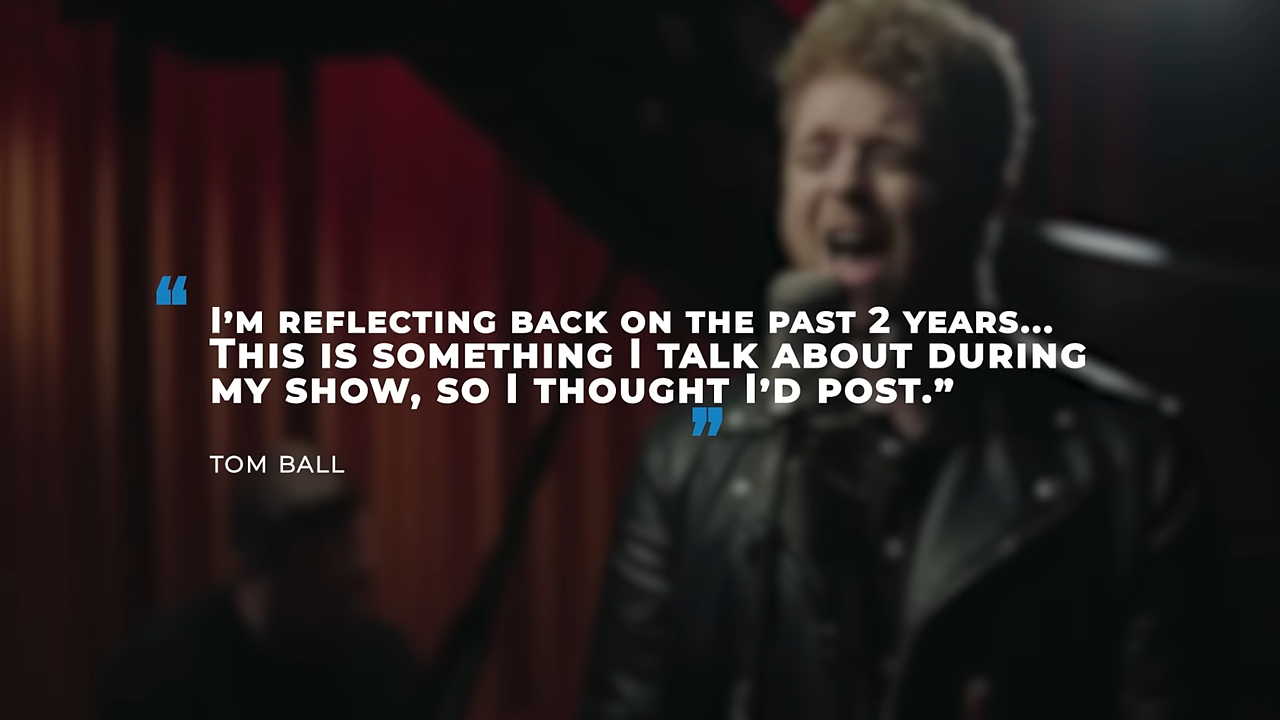 “
I’m reflecting back on the past 2 years...
This is something I talk about during
my show, so I thought I’d post.”
”
TOM BALL